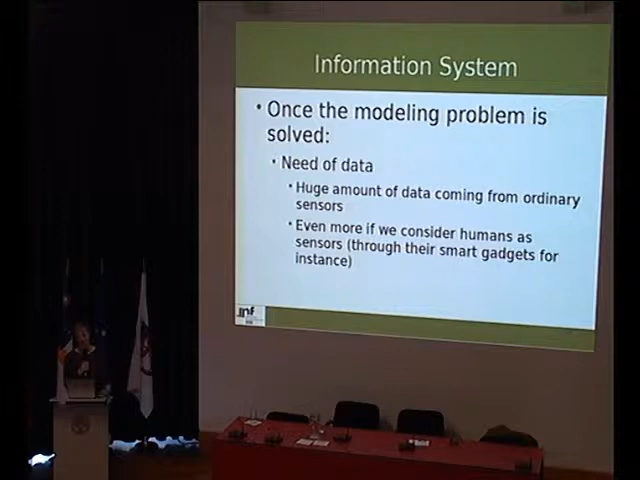 Information System
• Once the modeling problem is
solved:
• Need of data
• Huge amount of data coming from ordinary
sensors
• Even more if we consider humans as
sensors (through their smart gadgets for
instance)
inf